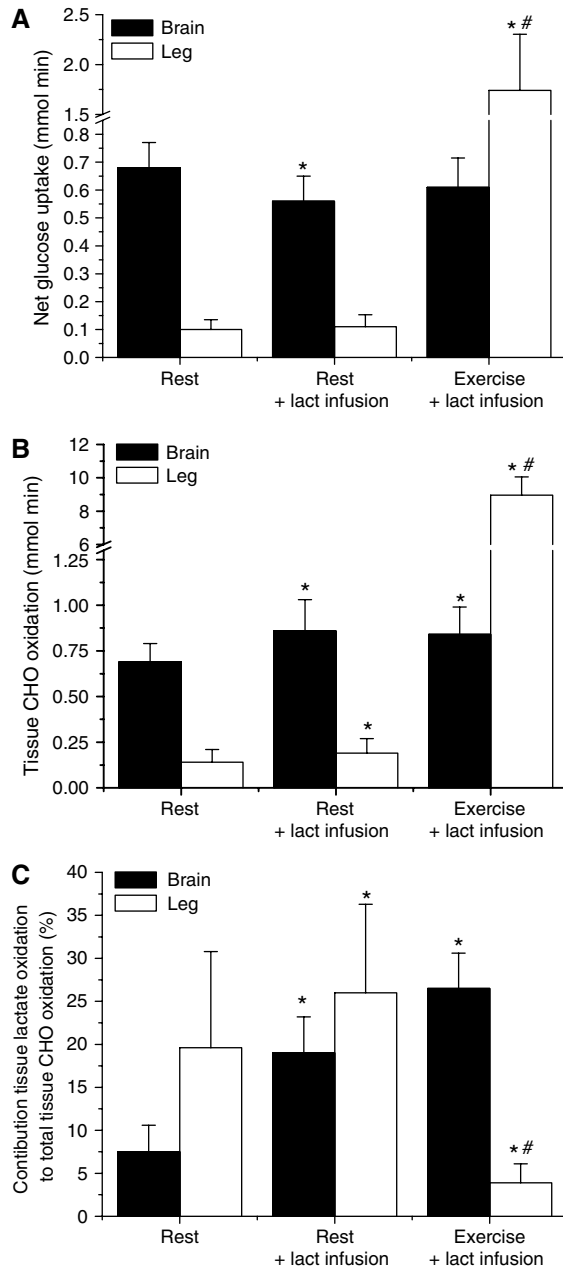 A
Brain
Leg
Net glucose uptake (mmol min)
2.5
2.0
1.5
0.8
0.7
0.6
0.5
0.4
0.3
0.2
0.1
0.0
*
* #
Rest
Rest
+ lact infusion
Exercise
+ lact infusion
B
Brain
Leg
Tissue CHO oxidation (mmol min)
12
10
8
6
1.25
1.00
0.75
0.50
0.25
0.00
*
*
*
* #
Rest
Rest
+ lact infusion
Exercise
+ lact infusion
C
Brain
Leg
Contibution tissue lactate oxidation
to total tissue CHO oxidation (%)
40
35
30
25
20
15
10
5
0
*
*
*
* #
Rest
Rest
+ lact infusion
Exercise
+ lact infusion